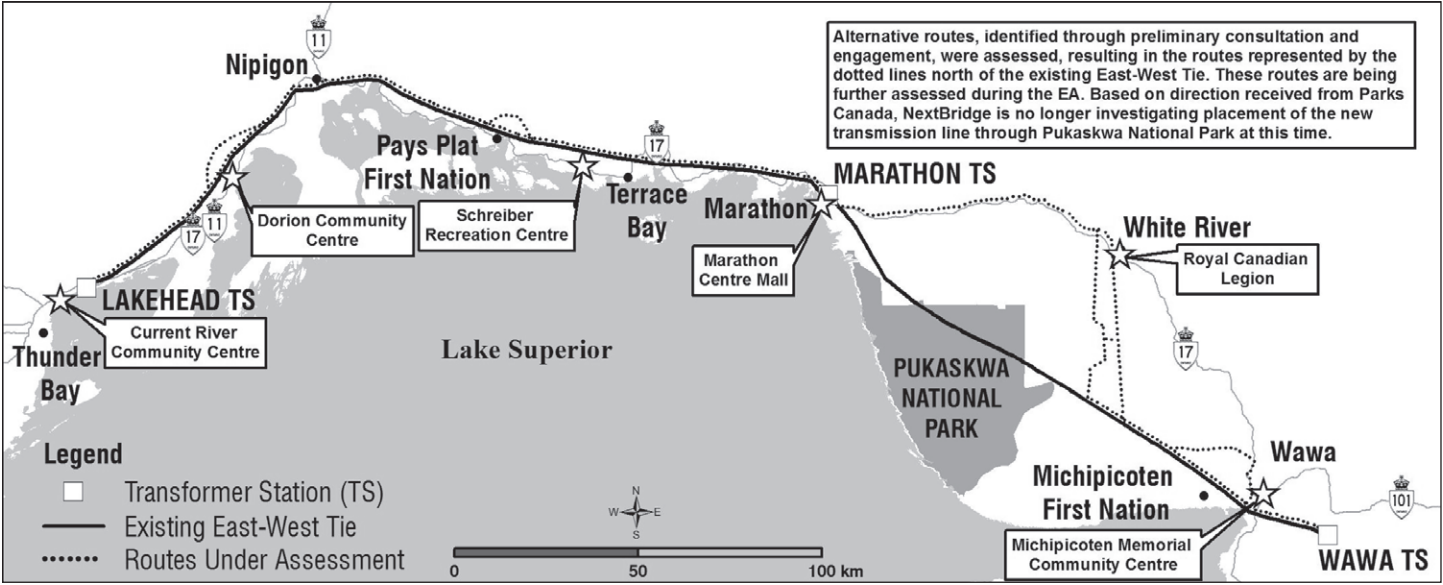 11
Nipigon
Alternative routes, identified through preliminary consultation and
engagement, were assessed, resulting in the routes represented by the
dotted lines north of the existing East-West Tie. These routes are being
further assessed during the EA. Based on direction received from Parks
Canada, NextBridge is no longer investigating placement of the new
transmission line through Pukaskwa National Park at this time.
Pays Plat
First Nation
17
MARATHON TS
Terrace
Bay
Marathon
Dorion Community
Centre
Schreiber
Recreation Centre
17
11
White River
Royal Canadian
Legion
Marathon
Centre Mall
LAKEHEAD TS
Current River
Community Centre
Thunder
Bay
Lake Superior
17
PUKASKWA
NATIONAL
PARK
Wawa
Michipicoten
First Nation
101
Michipicoten Memorial
Community Centre
WAWA TS
Legend
Transformer Station (TS)
Existing East-West Tie
Routes Under Assessment
N
W
E
S
0
50
100 km